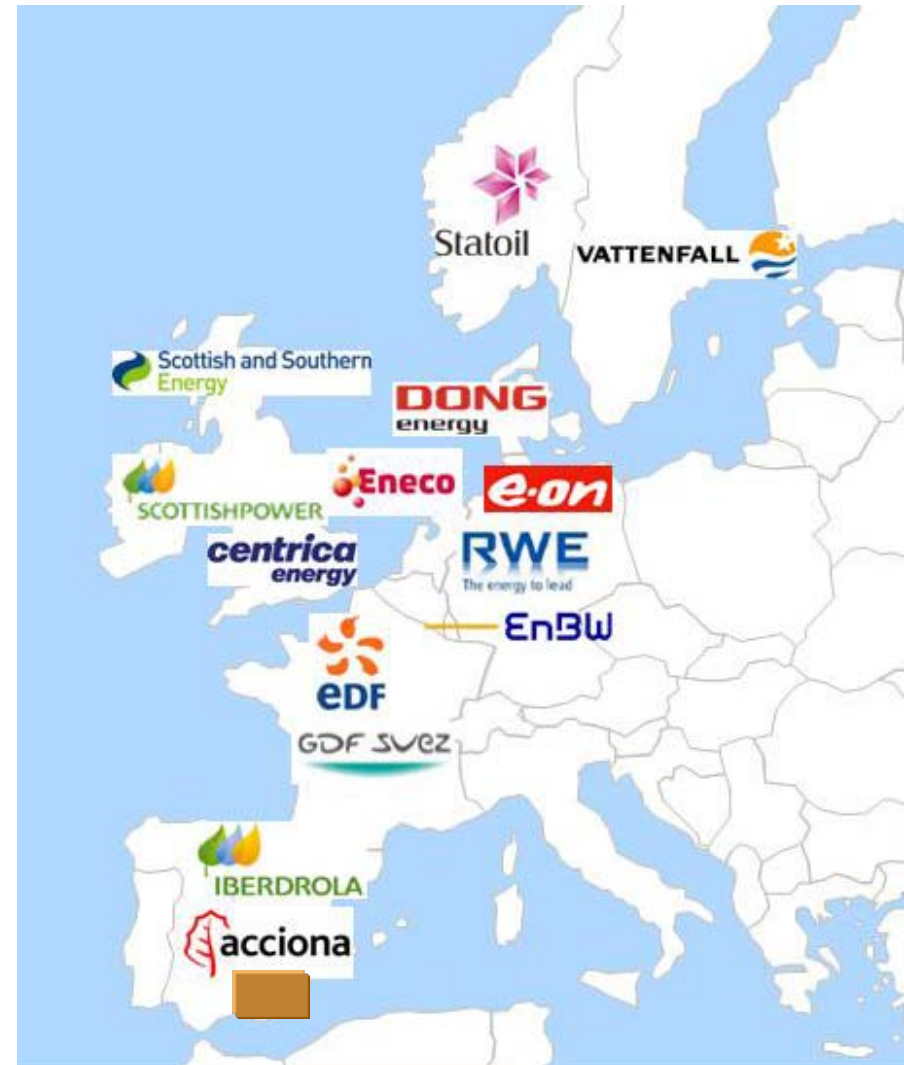 Statoil
VATTENFALL
Scottish and Southern
Energy
DONG
energy
SCOTTISHPOWER
Eneco
e·on
centrica
energy
RWE
The energy to lead
EnBW
eDF
GDF SUEZ
IBERDROLA
acciona